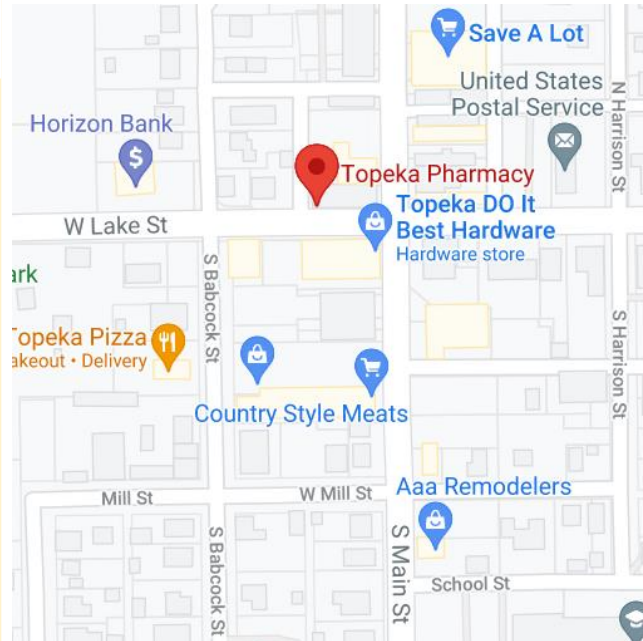 Save A Lot
United States
Postal Service
N Harrison St
Horizon Bank
$
Topeka Pharmacy
W Lake St
Topeka DO It
Best Hardware
Hardware store
S Babcock St
ark
Topeka Pizza
akeout • Delivery
S Harrison St
Country Style Meats
Mill St
W Mill St
Aaa Remodelers
S Babcock St
S Main St
School St